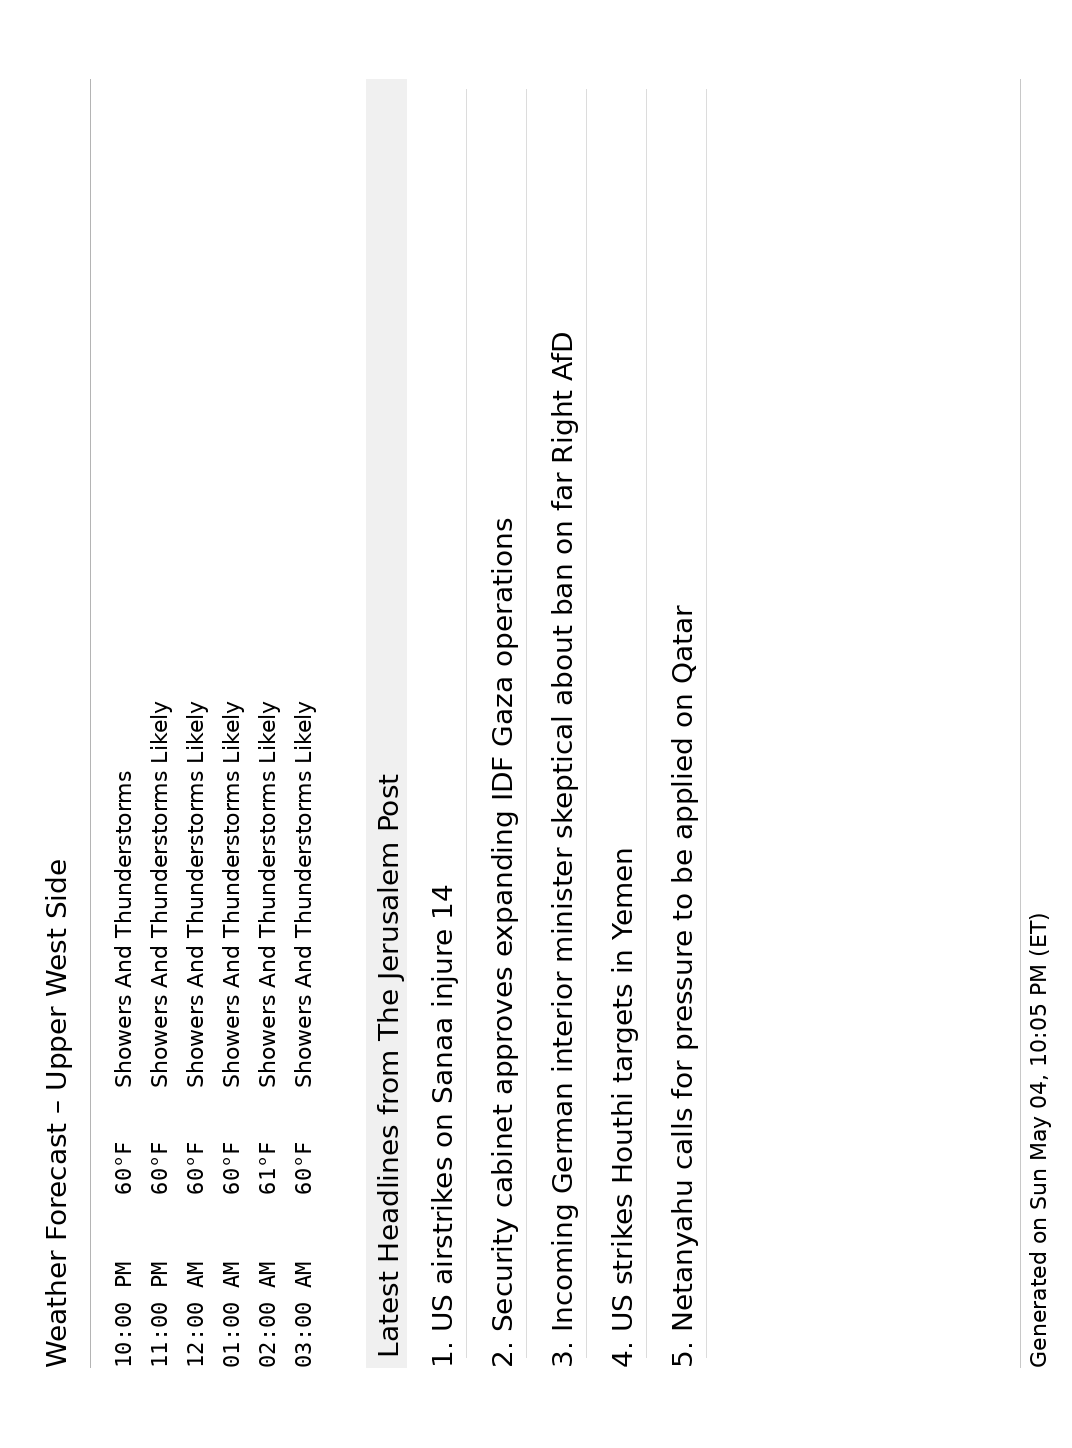 Weather Forecast – Upper West Side
10:00 PM 60°F Showers And Thunderstorms
11:00 PM 60°F Showers And Thunderstorms Likely
12:00 AM 60°F Showers And Thunderstorms Likely
01:00 AM 60°F Showers And Thunderstorms Likely
02:00 AM 61°F Showers And Thunderstorms Likely
03:00 AM 60°F Showers And Thunderstorms Likely
Latest Headlines from The Jerusalem Post
1. US airstrikes on Sanaa injure 14
2. Security cabinet approves expanding IDF Gaza operations
3. Incoming German interior minister skeptical about ban on far Right AfD
4. US strikes Houthi targets in Yemen
5. Netanyahu calls for pressure to be applied on Qatar
Generated on Sun May 04, 10:05 PM (ET)